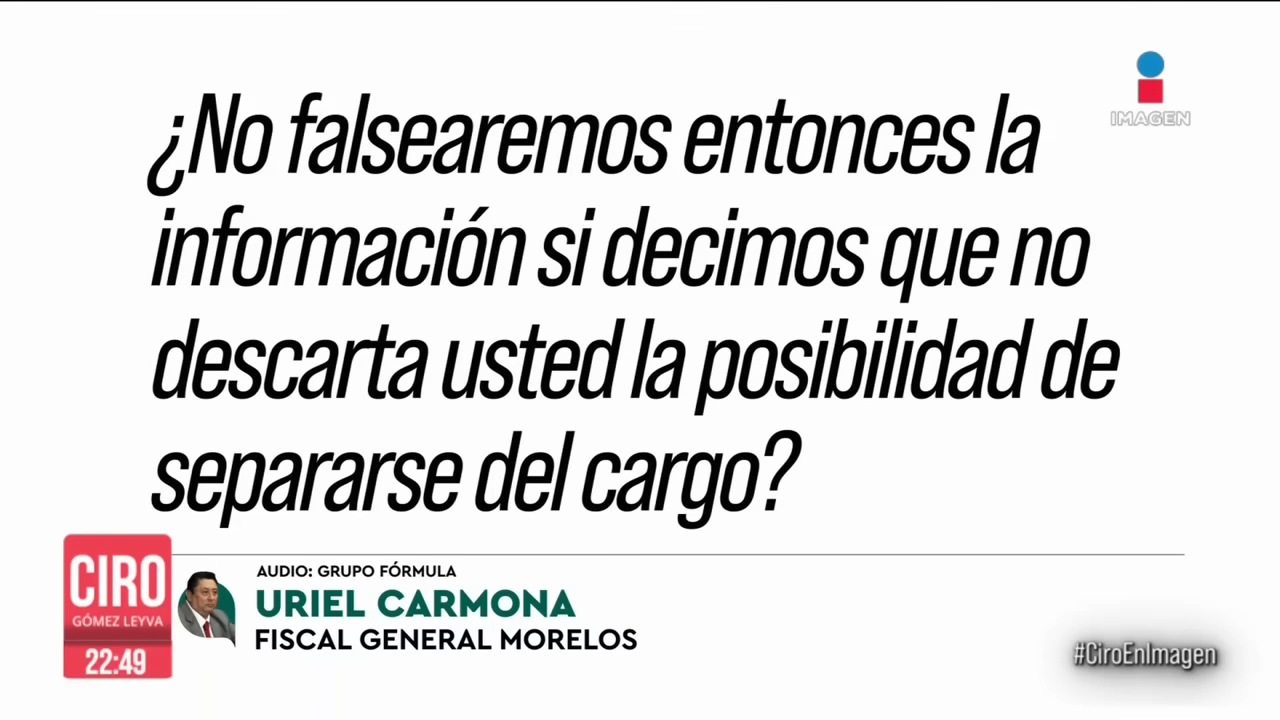 ¿No falsearemos entonces la
información si decimos que no
descarta usted la posibilidad de
separarse del cargo?
IMAGEN
CIRO
GÓMEZ LEYVA
22:49
AUDIO: GRUPO FÓRMULA
URIEL CARMONA
FISCAL GENERAL MORELOS
#CiroEnImagen